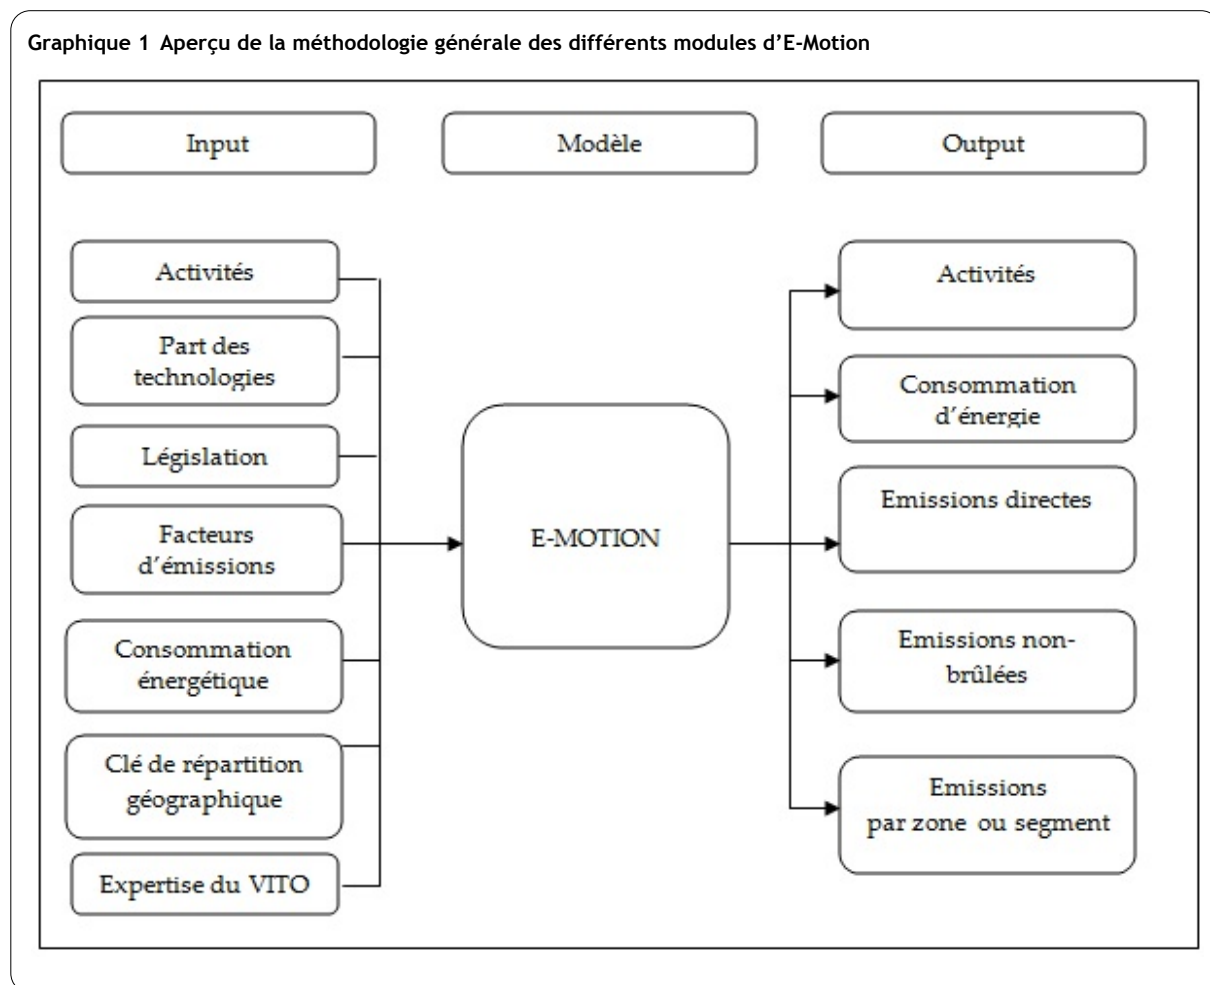 Graphique 1 Aperçu de la méthodologie générale des différents modules d'E-Motion
Input
Modèle
Output
Activités
Part des
technologies
Législation
Facteurs
d'émissions
Consommation
énergétique
Clé de répartition
géographique
Expertise du VITO
E-MOTION
Activités
Consommation
d'énergie
Emissions directes
Emissions non-
brûlées
Emissions
par zone ou segment